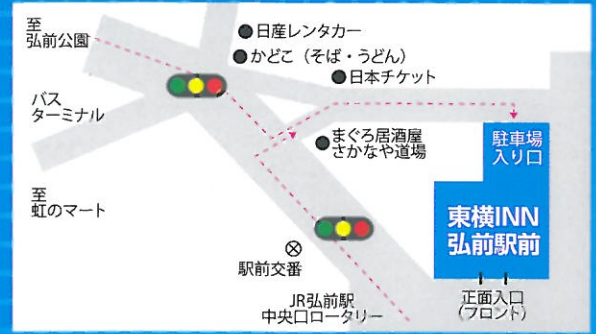 至
弘前公園
日産レンタカー
かどこ（そば・うどん）
日本チケット
バス
ターミナル
まぐろ居酒屋
さかなや道場
駐車場
入り口
至
虹のマート
東横INN
弘前駅前
駅前交番
JR弘前駅
中央口ロータリー
正面入口
（フロント）